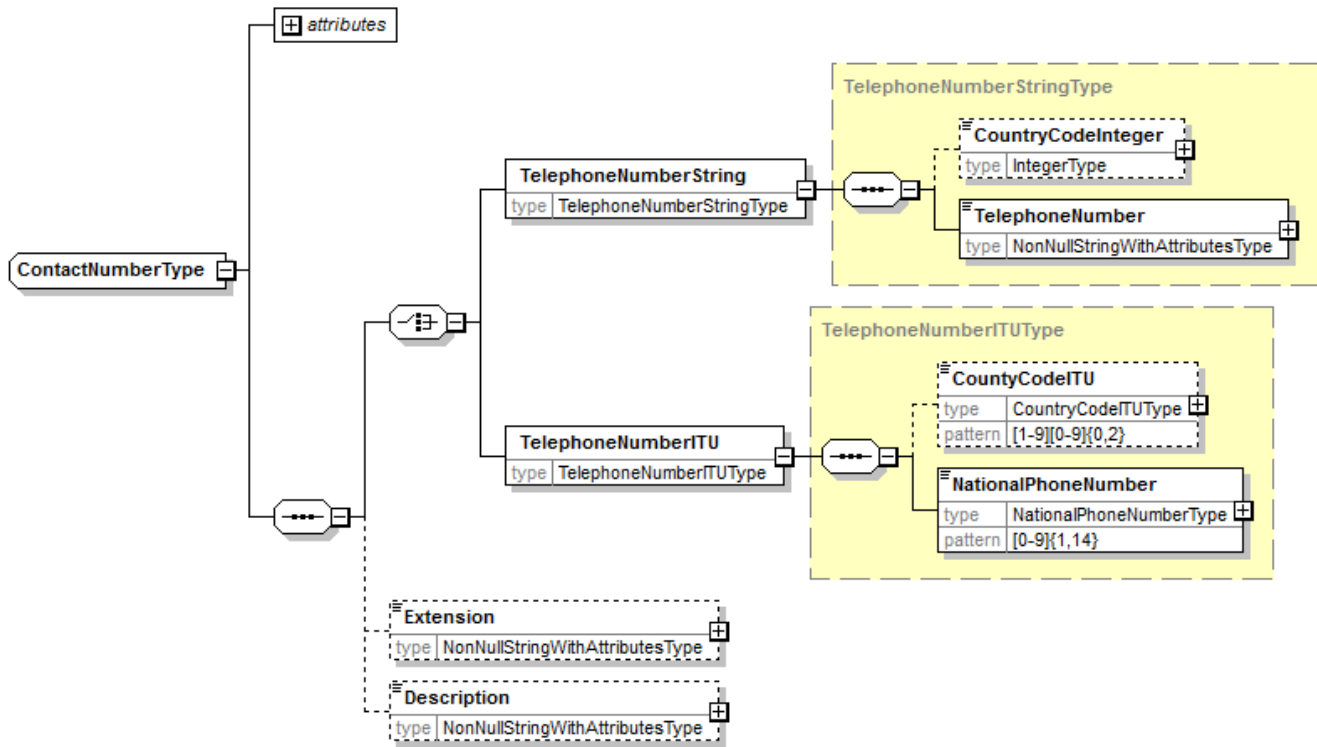 attributes
TelephoneNumberStringType
CountryCodeInteger
type IntegerType
TelephoneNumberString
type TelephoneNumberStringType
TelephoneNumber
type NonNullStringWithAttributesType
ContactNumberType
TelephoneNumberITUType
CountyCodeITU
type CountryCodeITUType
pattern [1-9][0-9]{0,2}
TelephoneNumberITU
type TelephoneNumberITUType
NationalPhoneNumber
type NationalPhoneNumberType
pattern [0-9]{1,14}
Extension
type NonNullStringWithAttributesType
Description
type NonNullStringWithAttributesType